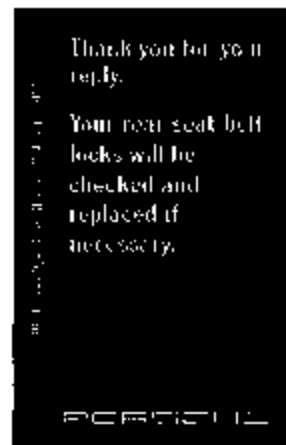 Thank you for your
reply.
Your rear seat belt
locks will be
checked and
replaced if
necessary.
PORSCHE